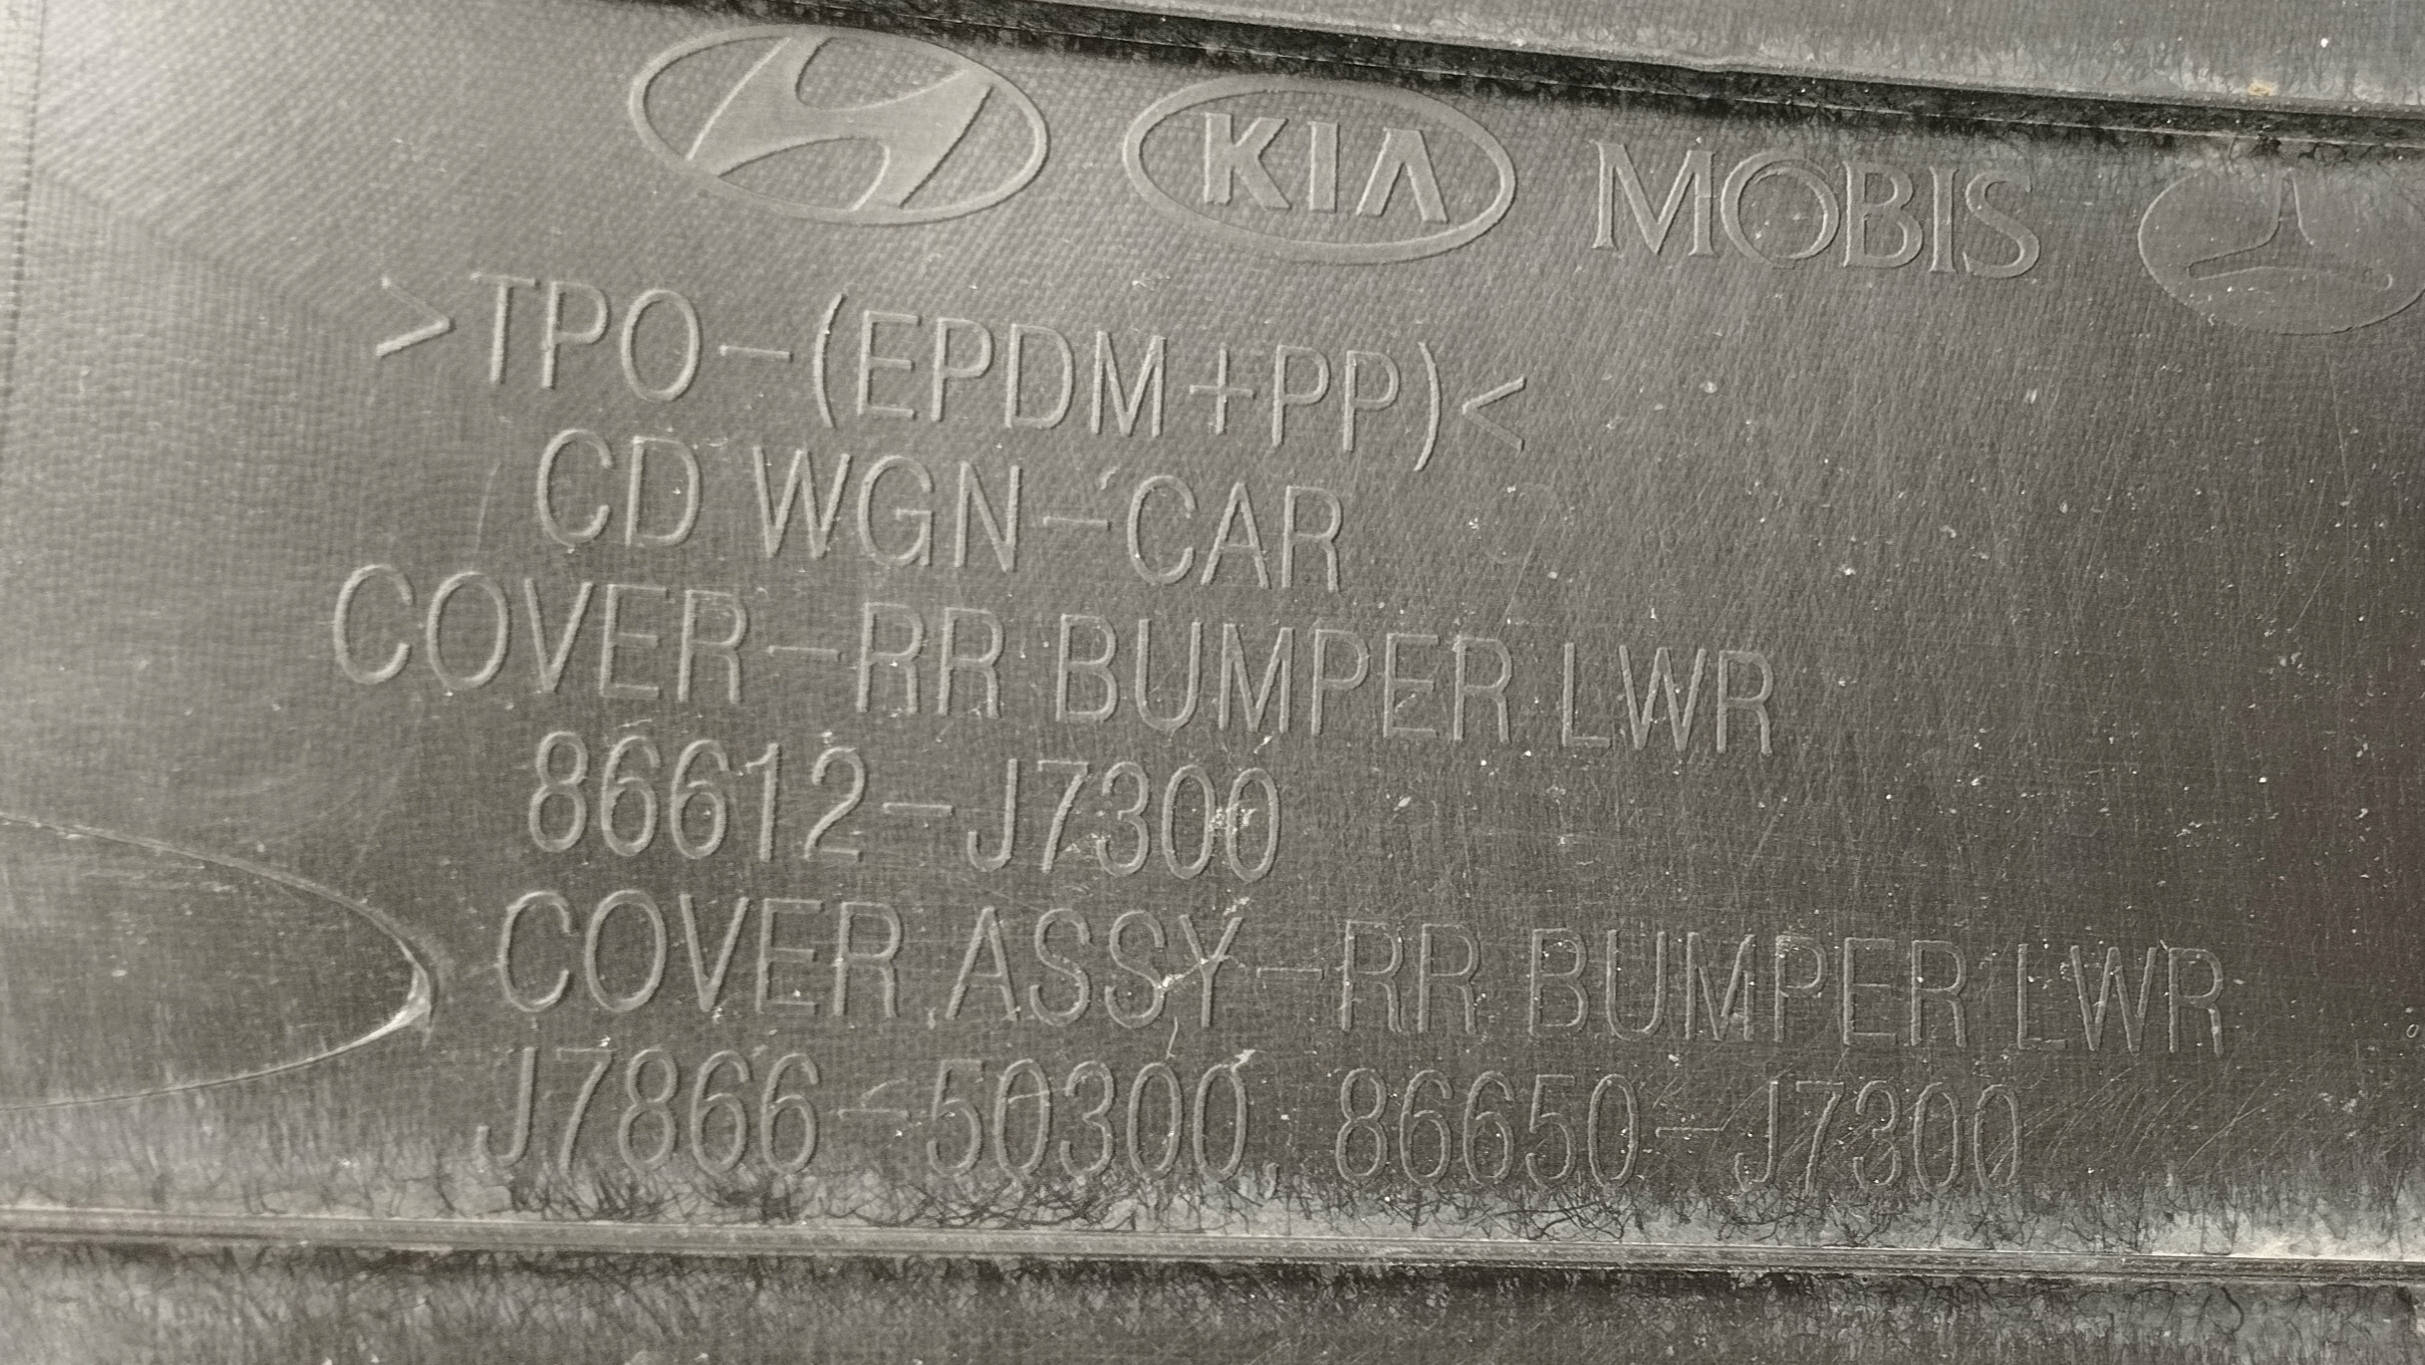 KIA MOBIS
>TPO-(EPDM+PP)<
CD WGN-CAR
COVER-RR BUMPER LWR
86612-J7300
COVER ASSY-RR BUMPER LWR
J7866-50300, 86650-J7300